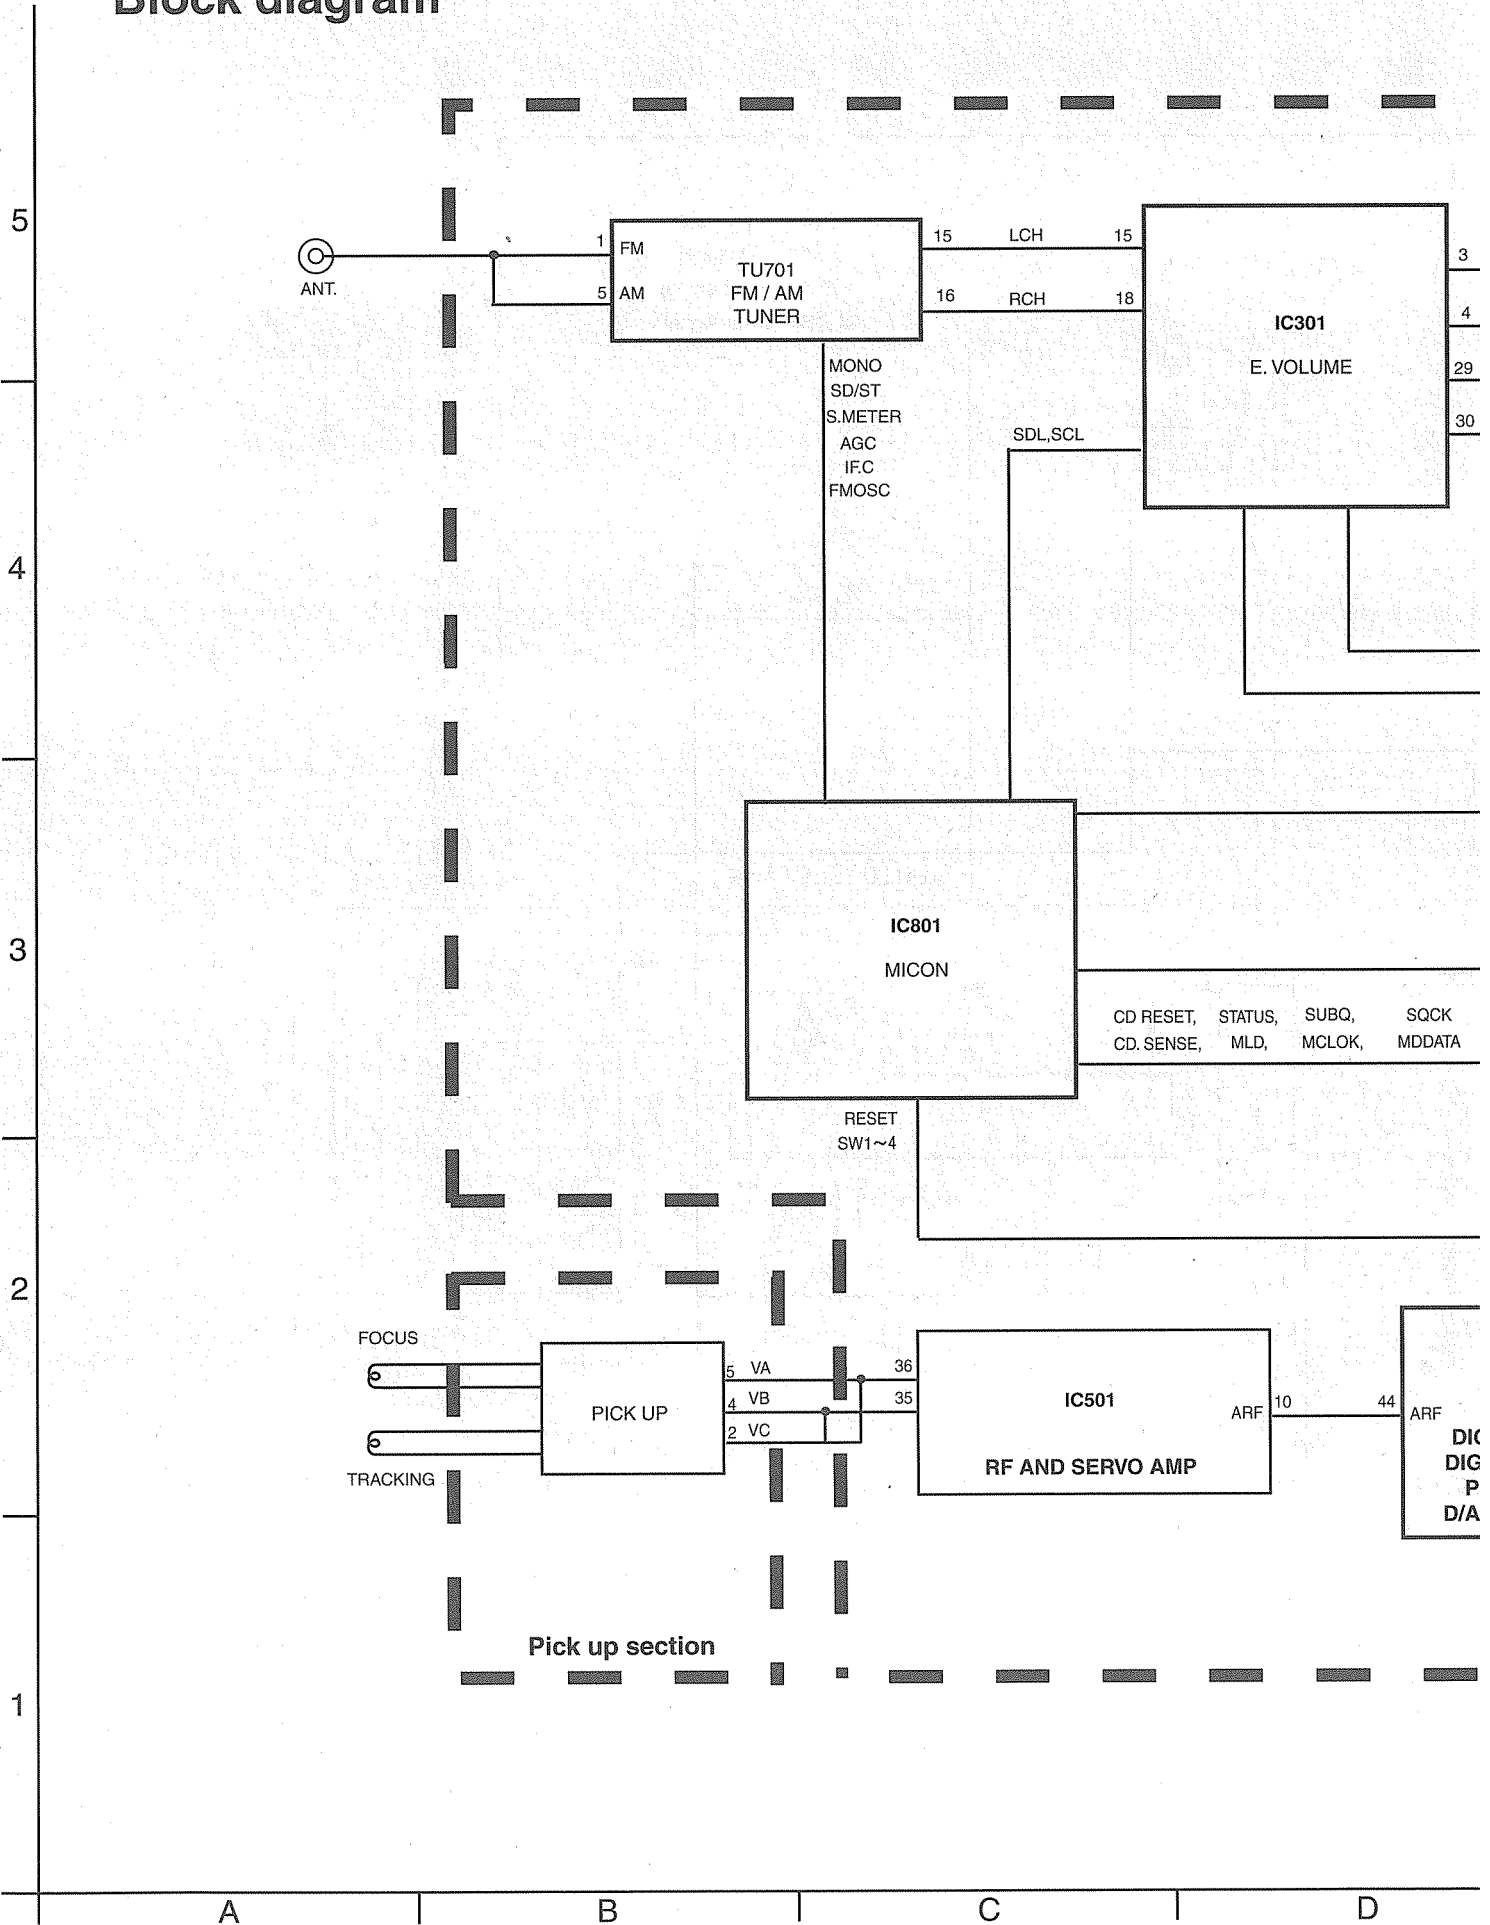 Block diagram
5
ANT.
1 FM
5 AM
TU701
FM / AM
TUNER
15 LCH 15
16 RCH 18
IC301
E. VOLUME
3
4
29
30
MONO
SD/ST
S.METER
AGC
IF.C
FMOSC
SDL,SCL
4
3
IC801
MICON
CD RESET, STATUS, SUBQ, SQCK
CD. SENSE, MLD, MCLOK, MDDATA
RESET
SW1~4
2
FOCUS
TRACKING
PICK UP
5 VA 36
4 VB 35
2 VC
IC501
RF AND SERVO AMP
ARF 10 44 ARF
P
D/A
Pick up section
1
A B C D